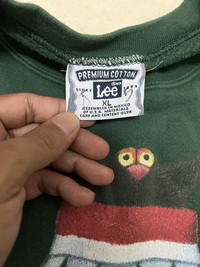 PREMIUM COTTON
Lee
XL
ASSEMBLED IN MEXICO
OF U.S.A. MATERIALS
CARE AND CONTENT OVER